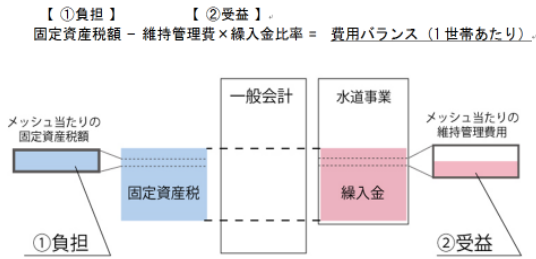 【 ①負担 】 【 ②受益 】
固定資産税額 － 維持管理費×繰入金比率 = 費用バランス（1世帯あたり）
一般会計
水道事業
メッシュ当たりの
固定資産税額
メッシュ当たりの
維持管理費用
固定資産税
繰入金
①負担
②受益